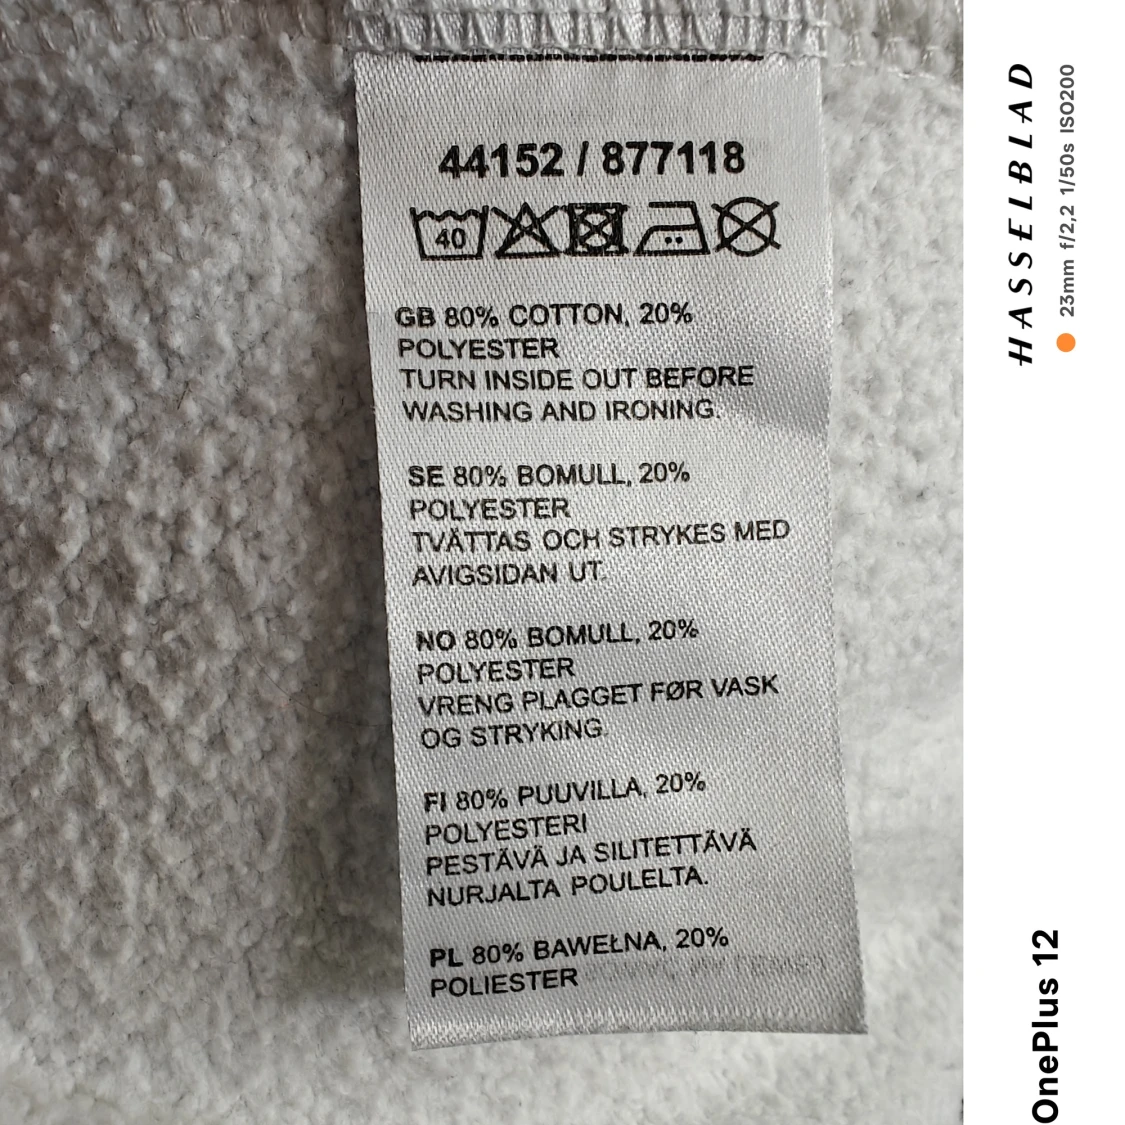 44152 / 877118
40
GB 80% COTTON, 20%
POLYESTER
TURN INSIDE OUT BEFORE
WASHING AND IRONING.
SE 80% BOMULL, 20%
POLYESTER
TVÄTTAS OCH STRYKES MED
AVIGSIDAN UT.
NO 80% BOMULL, 20%
POLYESTER
VRENG PLAGGET FØR VASK
OG STRYKING.
FI 80% PUUVILLA, 20%
POLYESTERI
PESTÄVÄ JA SILITETTÄVÄ
NURJALTA POULELTA.
PL 80% BAWEŁNA, 20%
POLIESTER
HASSELBLAD
23mm f/2,2 1/50s ISO200
OnePlus 12